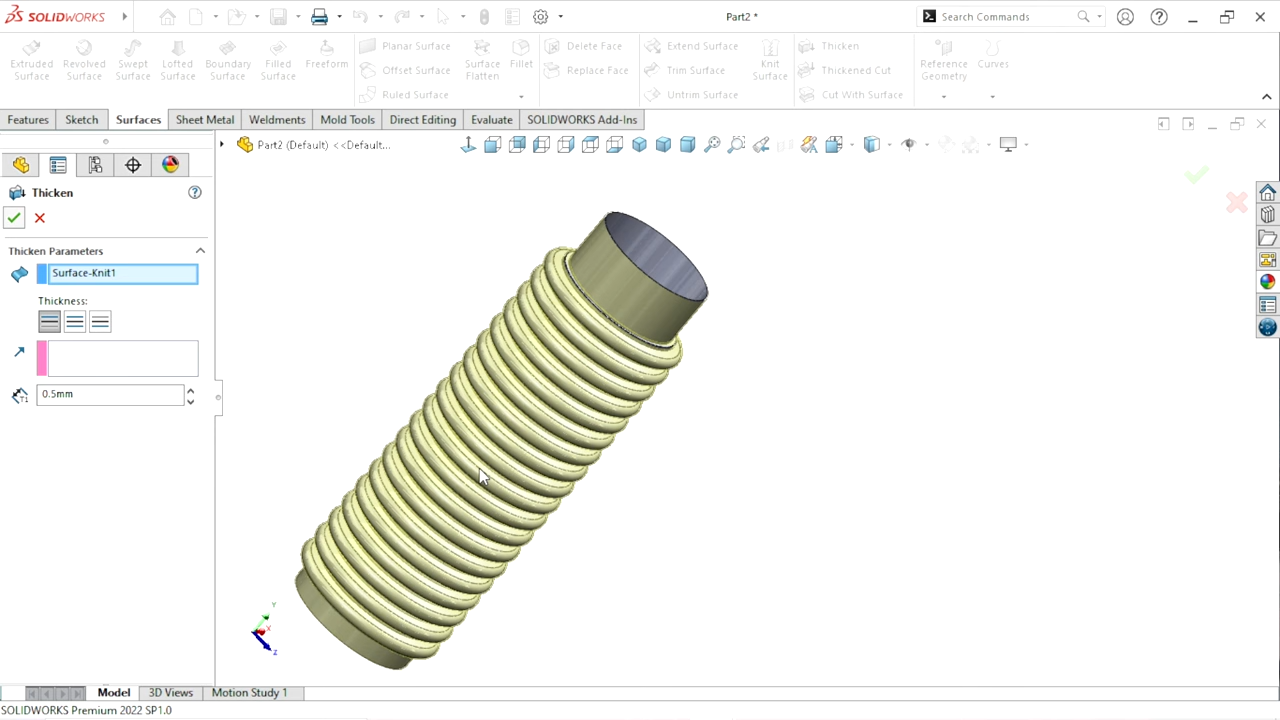 SOLIDWORKS
Part2 *
Search Commands
Extruded Surface
Revolved Surface
Swept Surface
Lofted Surface
Boundary Surface
Filled Surface
Freeform
Planar Surface
Offset Surface
Ruled Surface
Surface Flatten
Fillet
Delete Face
Replace Face
Extend Surface
Trim Surface
Untrim Surface
Knit Surface
Thicken
Thickened Cut
Cut With Surface
Reference Geometry
Curves
Features
Sketch
Surfaces
Sheet Metal
Weldments
Mold Tools
Direct Editing
Evaluate
SOLIDWORKS Add-Ins
Part2 (Default) <<Default...
Thicken
Thicken Parameters
Surface-Knit1
Thickness:
T1
0.5mm
Y
X
Z
Model
3D Views
Motion Study 1
SOLIDWORKS Premium 2022 SP1.0